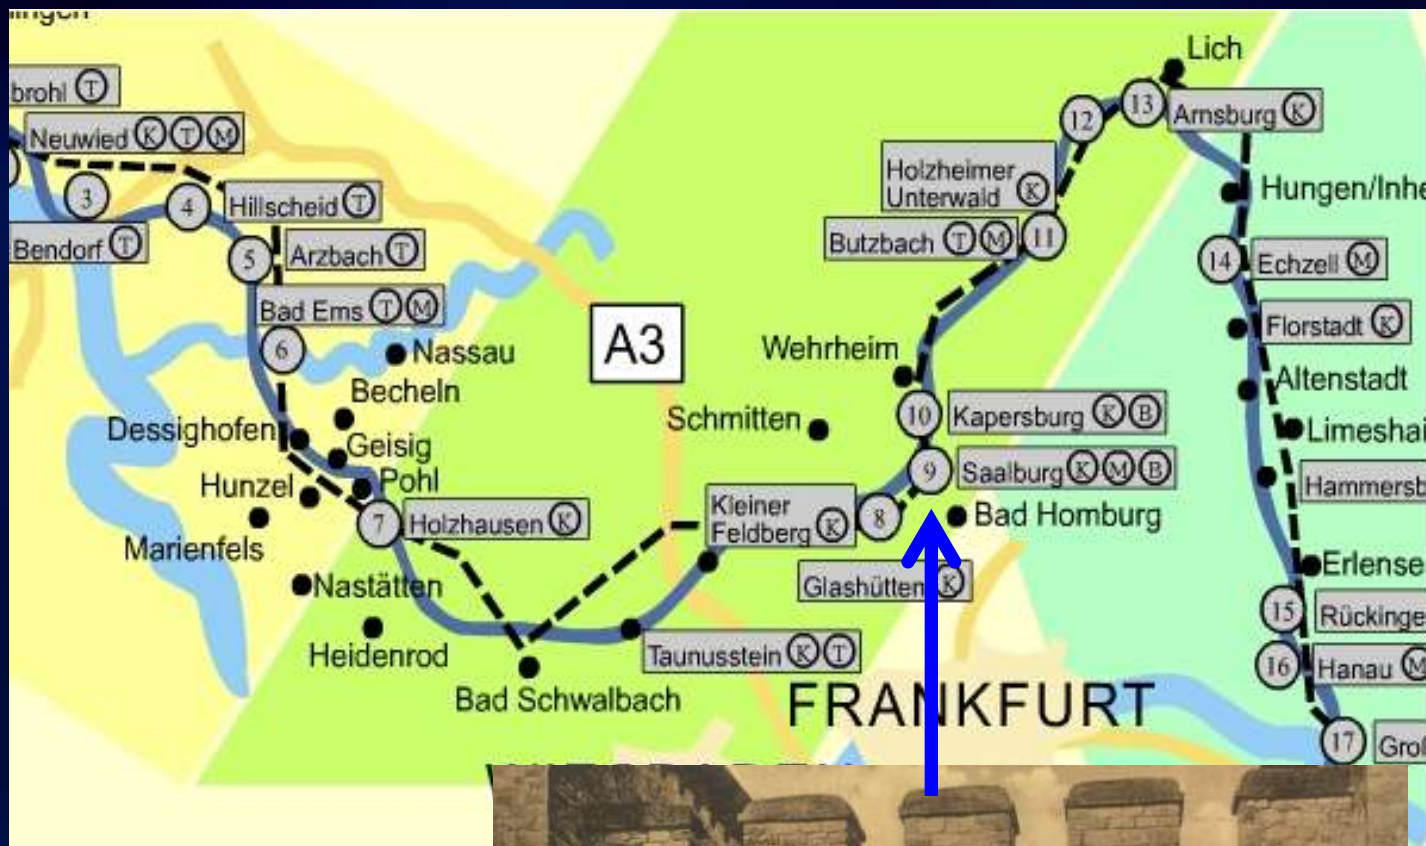 Lich
brohl T
Neuwied K T M
Arnsburg K
13
12
3
4
Hillscheid T
Holzheimer
Unterwald K
Hungen/Inhe
Bendorf T
5
Arzbach T
Butzbach T M
11
14
Echzell M
Bad Ems T M
Florstadt K
6
Nassau
A3
Wehrheim
Becheln
Altenstadt
Dessighofen
Geisig
Schmitten
10
Kapersburg K B
Limeshai
Hunzel
Pohl
9
Saalburg K M B
Hammersb
7
Holzhausen K
Kleiner
Feldberg K
8
Bad Homburg
Marienfels
Nastätten
Glashütten K
Erlense
15
Rückinge
Heidenrod
Taunusstein K T
16
Hanau M
Bad Schwalbach
FRANKFURT
17
Groß